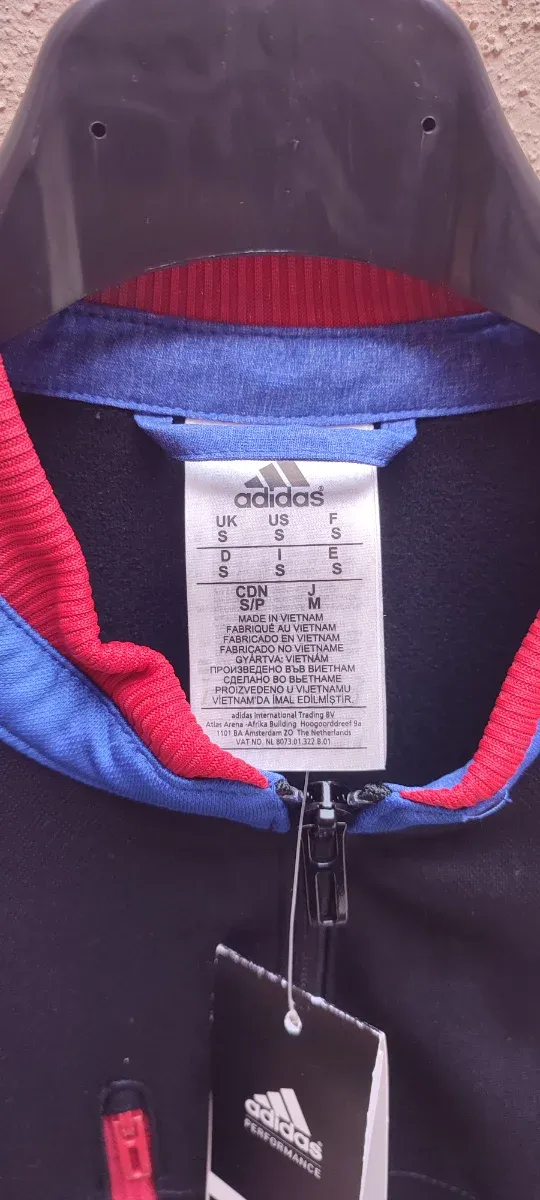 adidas®
UK US F
S S S
D I E
S S S
CDN J
S/P M
MADE IN VIETNAM
FABRIQUÉ AU VIETNAM
FABRICADO EN VIETNAM
FABRICADO NO VIETNAM
GYÁRTVA: VIETNÁM
ПРОИЗВЕДЕНО ВЪВ ВИЕТНАМ
СДЕЛАНО ВО ВЬЕТНАМЕ
PROIZVEDENO U VIJETNAMU
VIETNAM'DA İMAL EDİLMİŞTİR.
adidas International Trading BV
Atlas Arena -Afrika Building Hoogoorddreef 9a
1101 BA Amsterdam ZO The Netherlands
VAT NO. NL 8073.01.322.B.01
adidas
PERFORMANCE